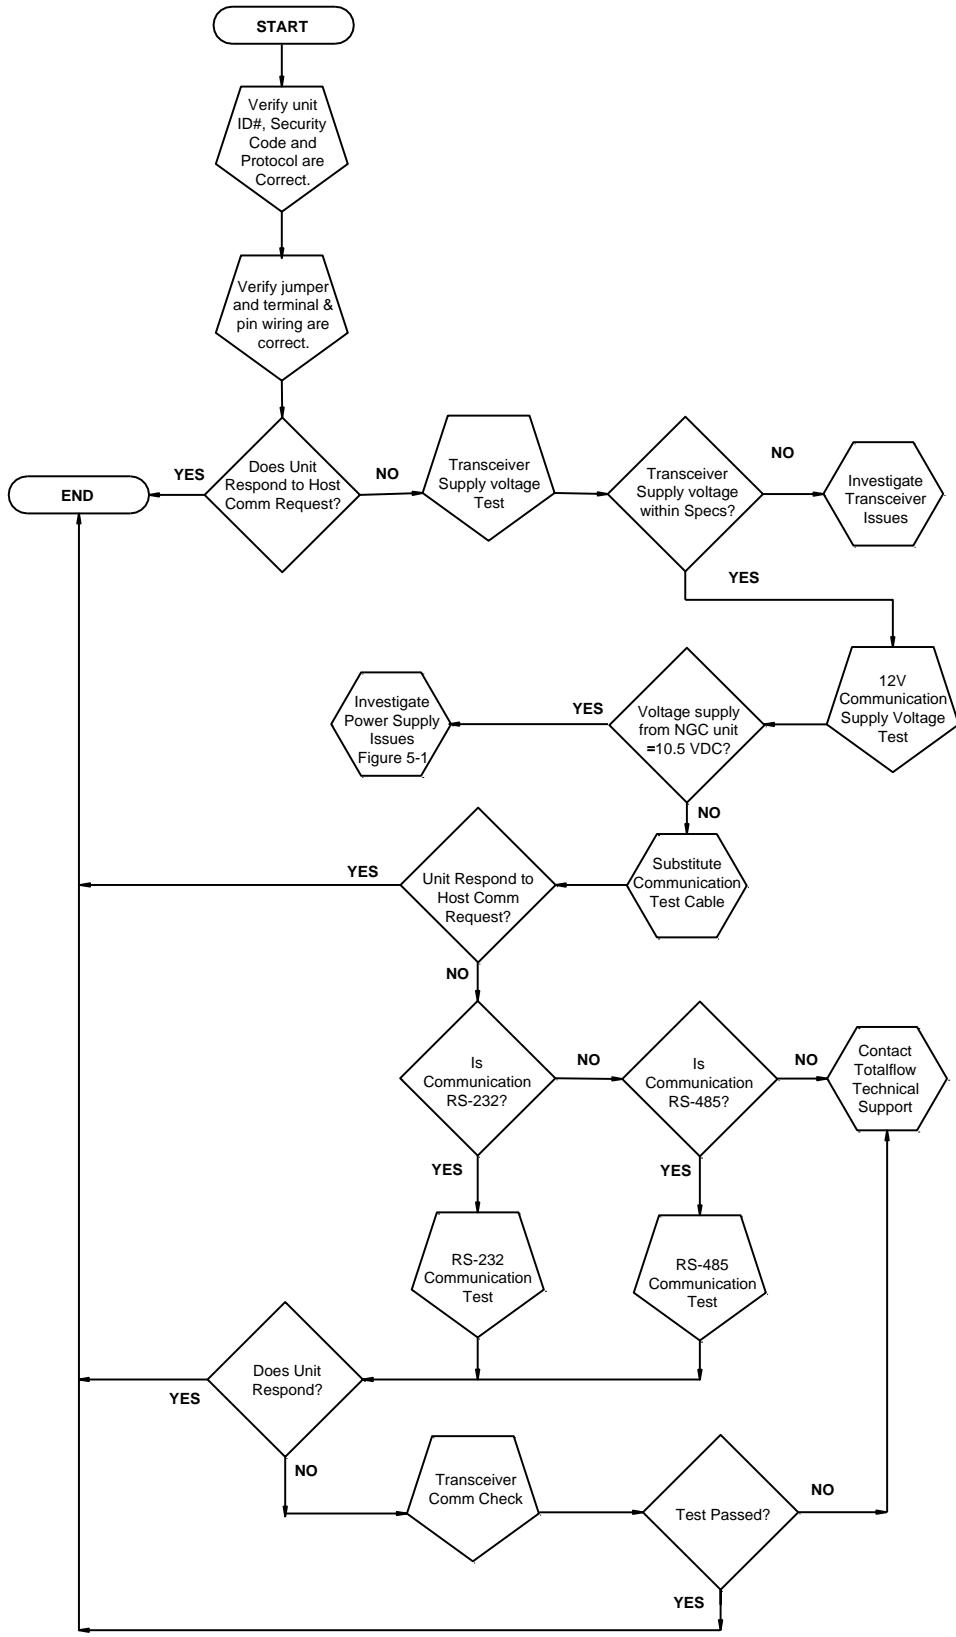 START
Verify unit
ID#, Security
Code and
Protocol are
Correct.
Verify jumper
and terminal &
pin wiring are
correct.
Does Unit
Respond to Host
Comm Request?
YES
END
NO
Transceiver
Supply voltage
Test
Transceiver
Supply voltage
within Specs?
NO
Investigate
Transceiver
Issues
YES
12V
Communication
Supply Voltage
Test
Voltage supply
from NGC unit
=10.5 VDC?
YES
Investigate
Power Supply
Issues
Figure 5-1
NO
Substitute
Communication
Test Cable
Unit Respond to
Host Comm
Request?
YES
NO
Is
Communication
RS-232?
NO
Is
Communication
RS-485?
NO
Contact
Totalflow
Technical
Support
YES
YES
RS-232
Communication
Test
RS-485
Communication
Test
Does Unit
Respond?
YES
NO
Transceiver
Comm Check
Test Passed?
NO
YES